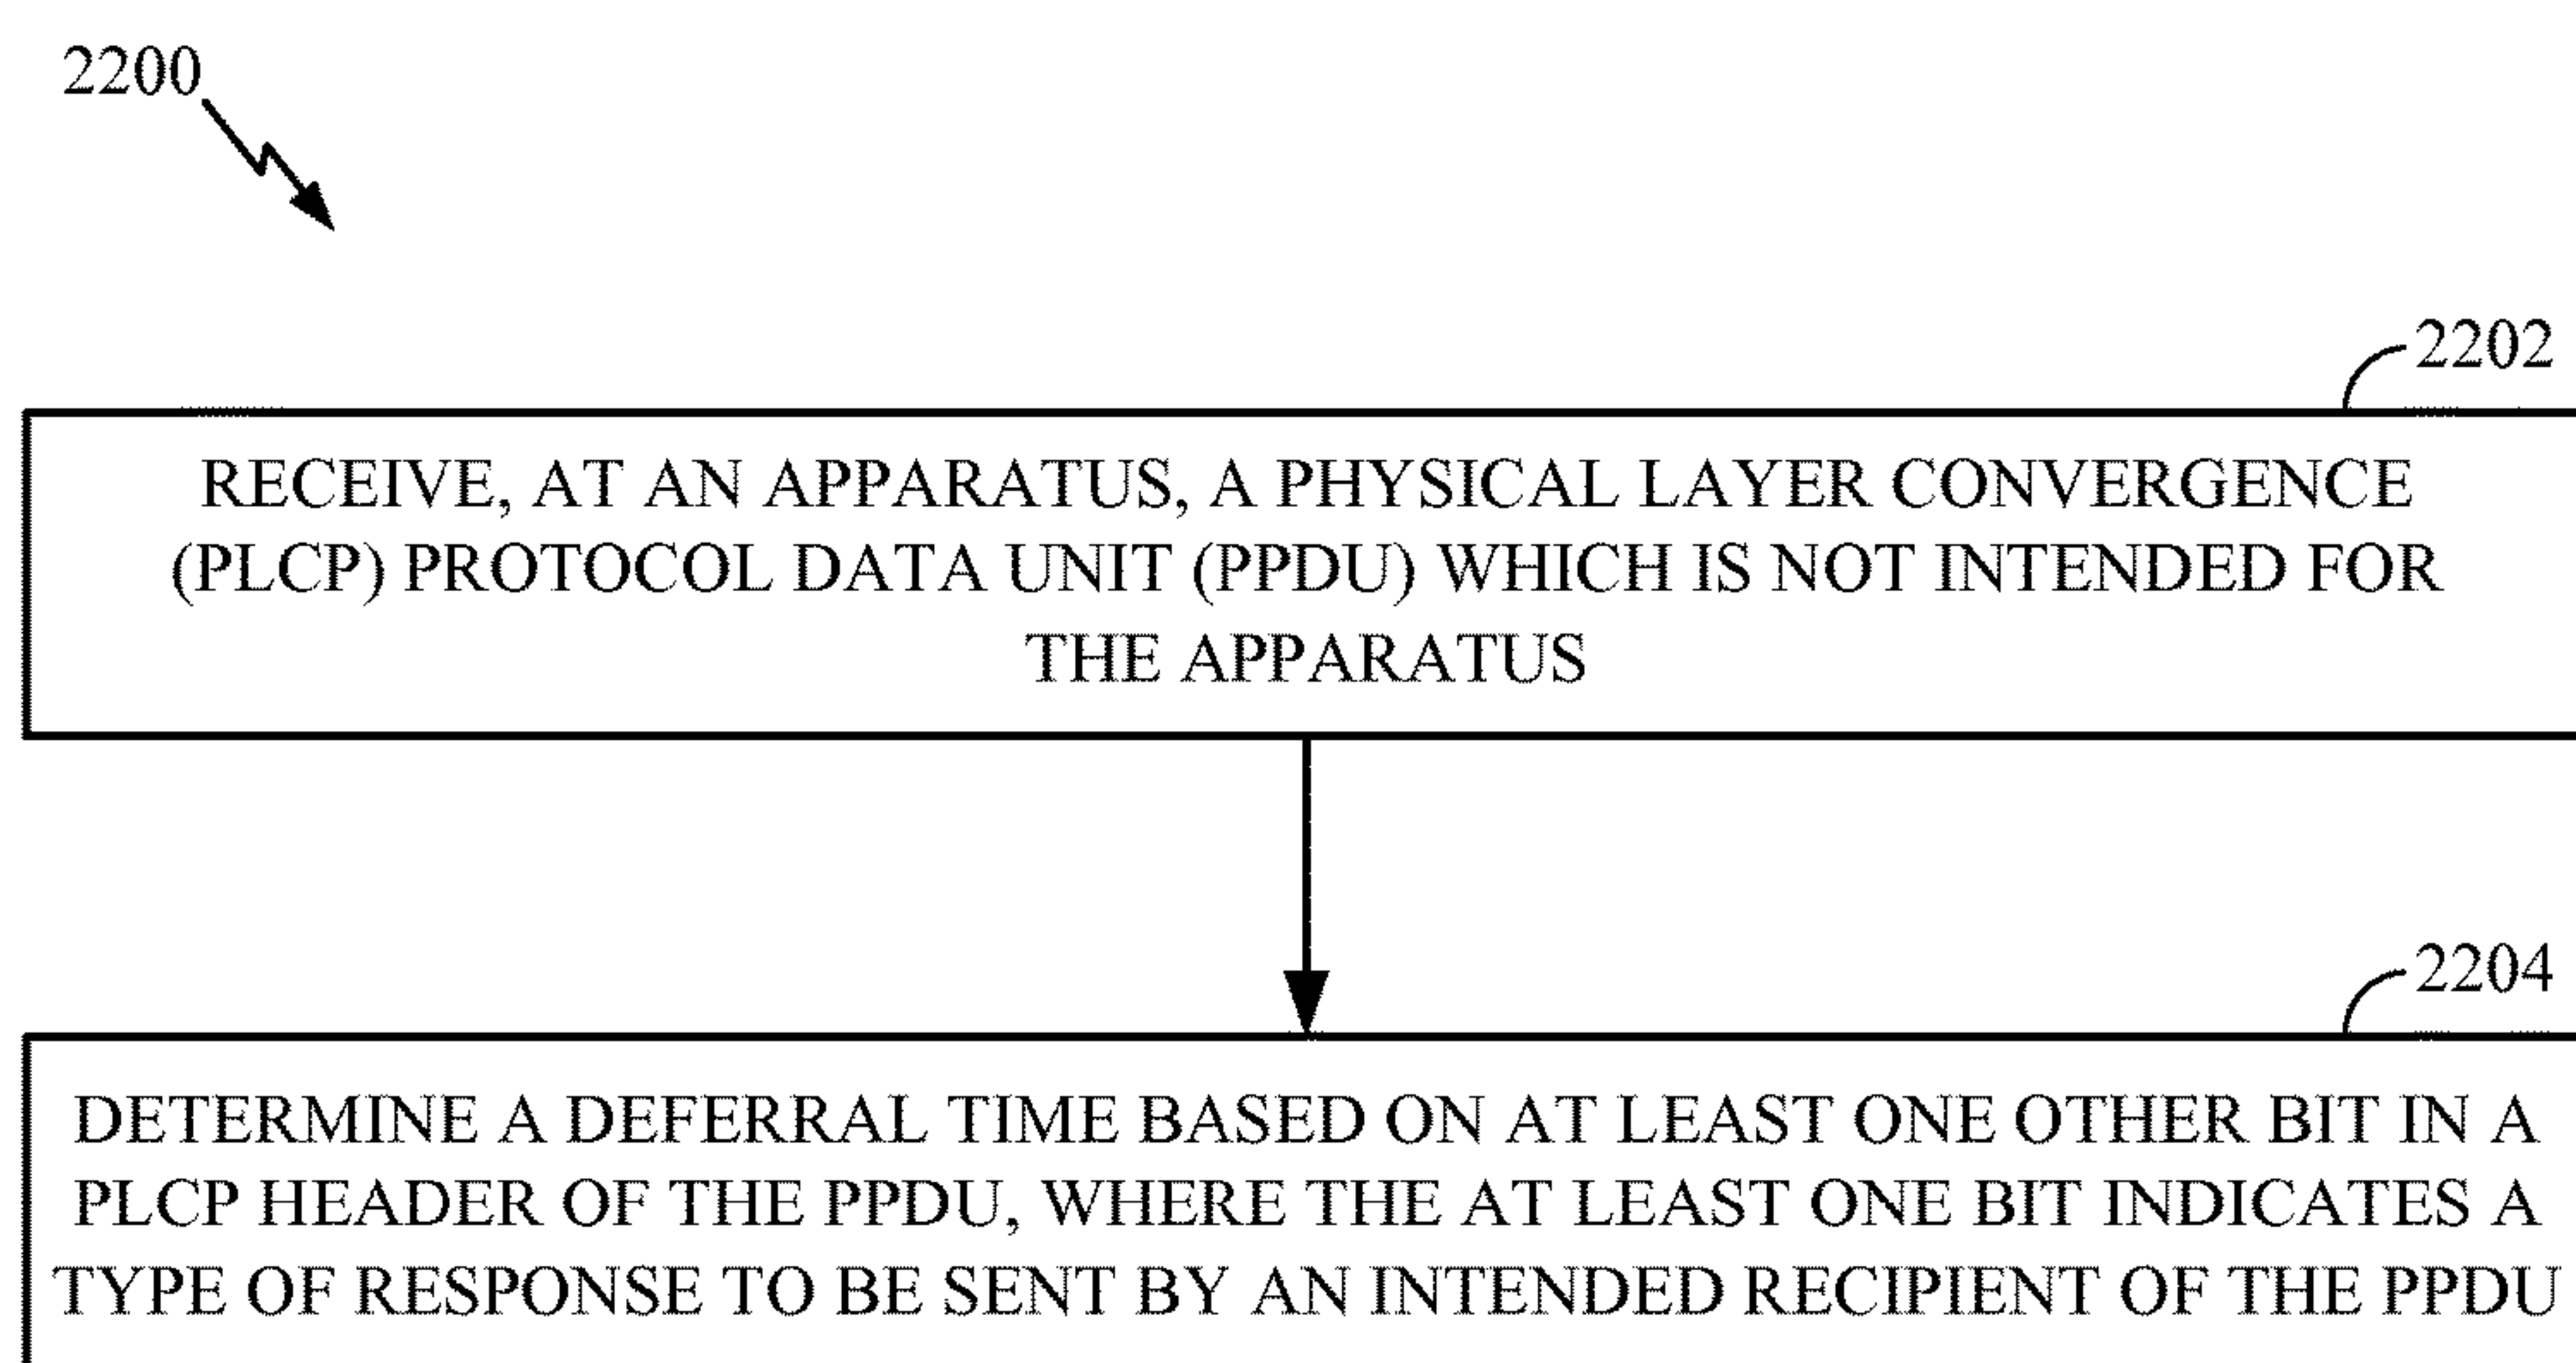 2200
2202
RECEIVE, AT AN APPARATUS, A PHYSICAL LAYER CONVERGENCE
(PLCP) PROTOCOL DATA UNIT (PPDU) WHICH IS NOT INTENDED FOR
THE APPARATUS
2204
DETERMINE A DEFERRAL TIME BASED ON AT LEAST ONE OTHER BIT IN A
PLCP HEADER OF THE PPDU, WHERE THE AT LEAST ONE BIT INDICATES A
TYPE OF RESPONSE TO BE SENT BY AN INTENDED RECIPIENT OF THE PPDU